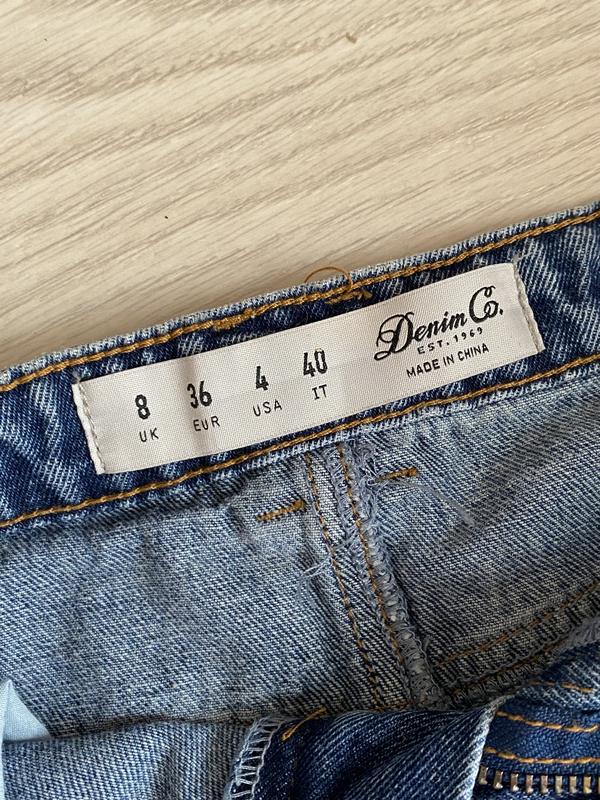 8 36 4 40
UK EUR USA IT
Denim Co.
EST. 1969
MADE IN CHINA